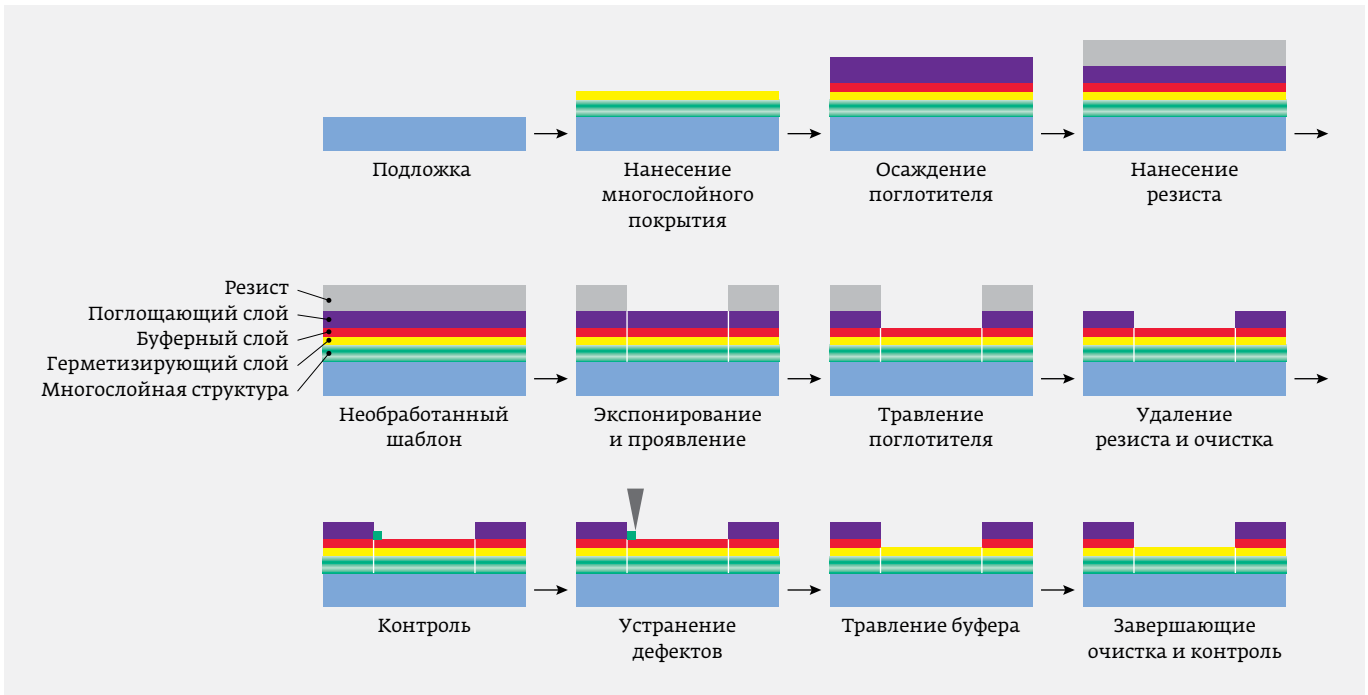 Подложка
Нанесение
многослойного
покрытия
Осаждение
поглотителя
Нанесение
резиста
Резист
Поглощающий слой
Буферный слой
Герметизирующий слой
Многослойная структура
Необработанный
шаблон
Экспонирование
и проявление
Травление
поглотителя
Удаление
резиста и очистка
Контроль
Устранение
дефектов
Травление буфера
Завершающие
очистка и контроль